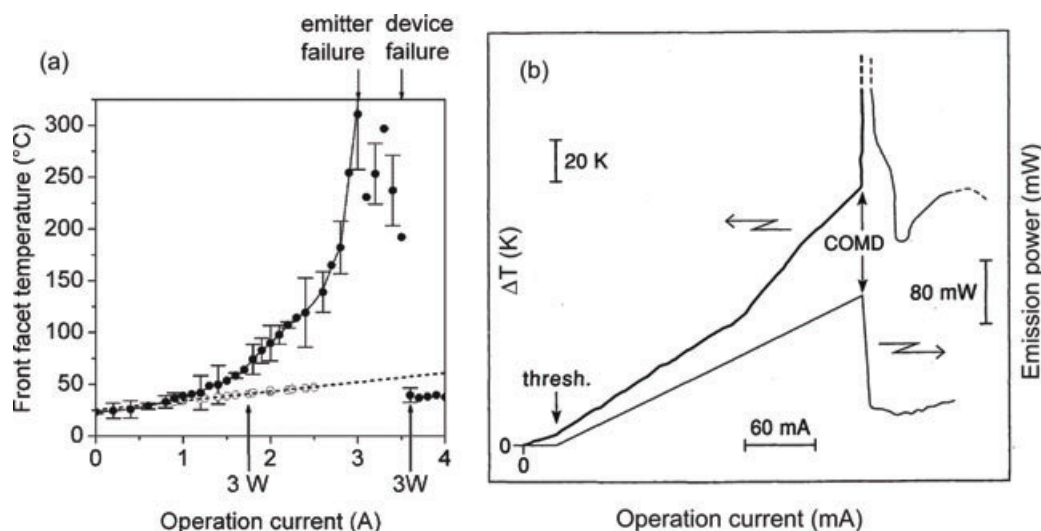 emitter device
failure failure
(a)
300
250
200
150
100
50
0
Front facet temperature (°C)
0 1 2 3 4
3 W 3W
Operation current (A)
(b)
20 K
COMD
80 mW
thresh.
60 mA
0
0
ΔT (K)
Emission power (mW)
Operation current (mA)